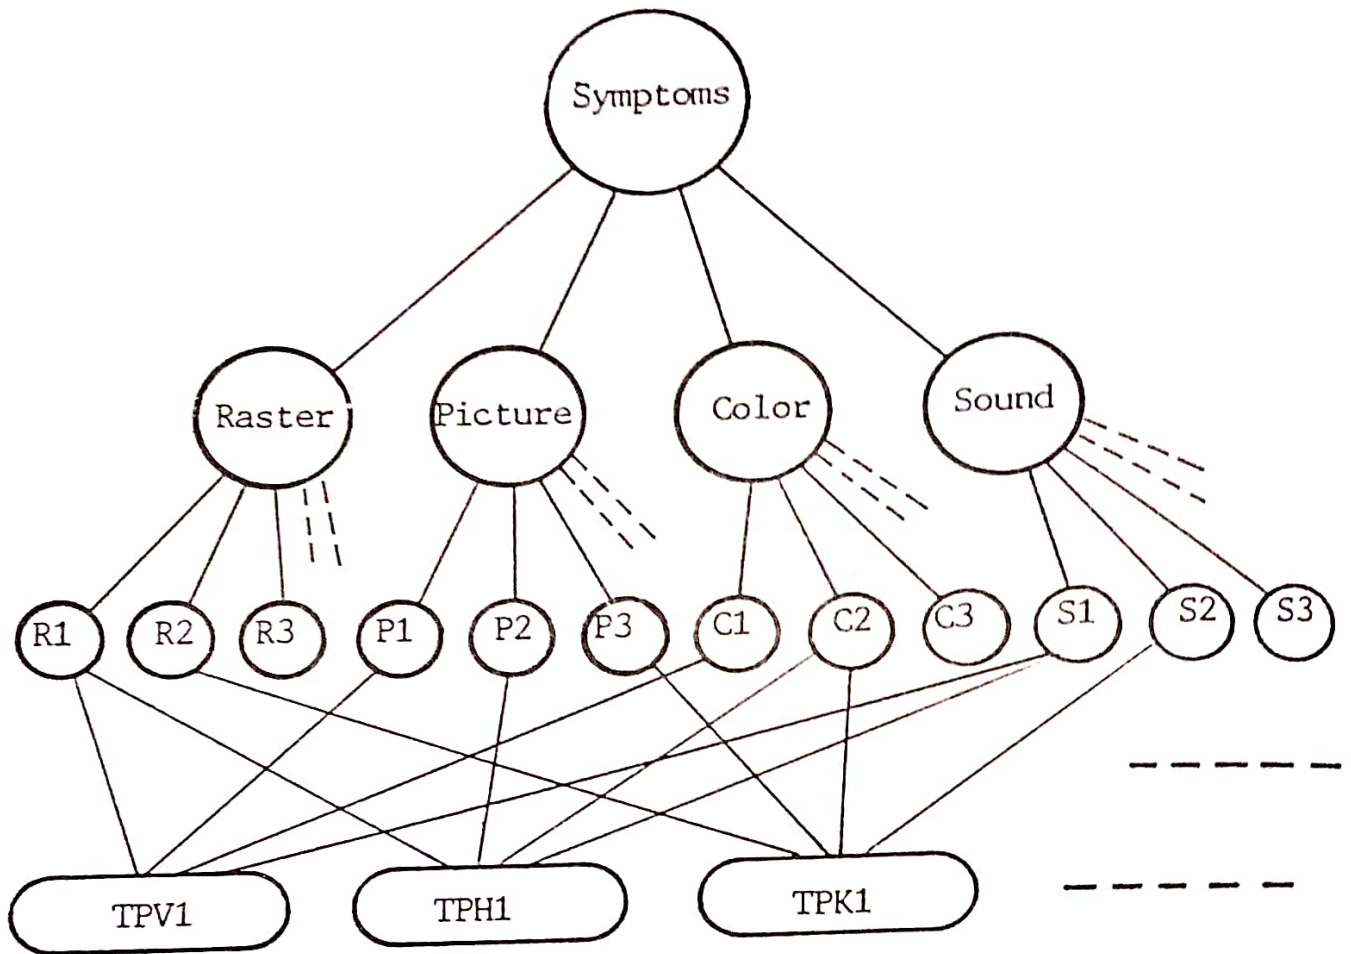 Symptoms
Raster
Picture
Color
Sound
R1
R2
R3
P1
P2
P3
C1
C2
C3
S1
S2
S3
TPV1
TPH1
TPK1